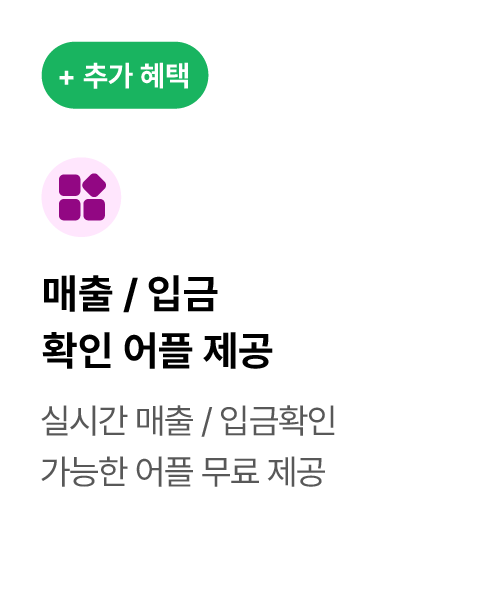 + 추가 혜택
매출 / 입금
확인 어플 제공
실시간 매출 / 입금확인
가능한 어플 무료 제공